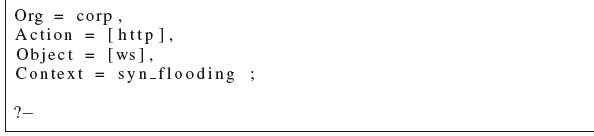 Org = corp ,
Action = [ http ] ,
Object = [ws] ,
Context = syn_flooding ;
?−